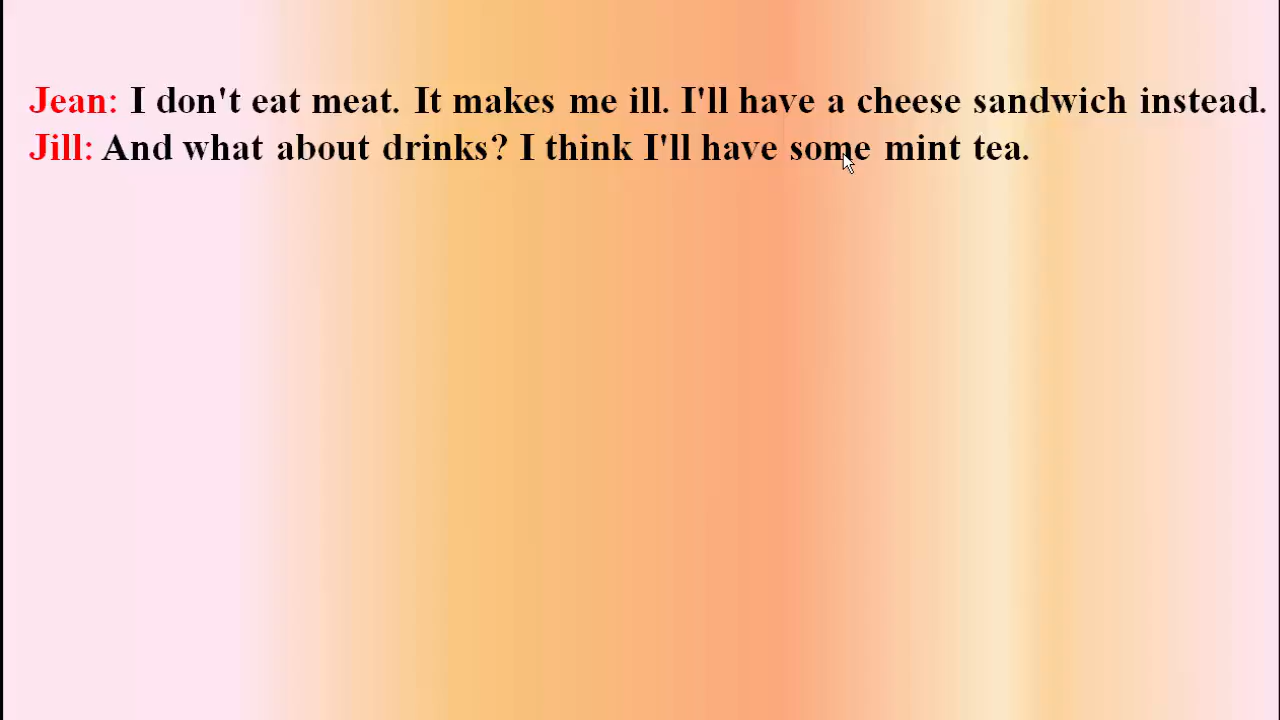 Jean: I don't eat meat. It makes me ill. I'll have a cheese sandwich instead.
Jill: And what about drinks? I think I'll have some mint tea.